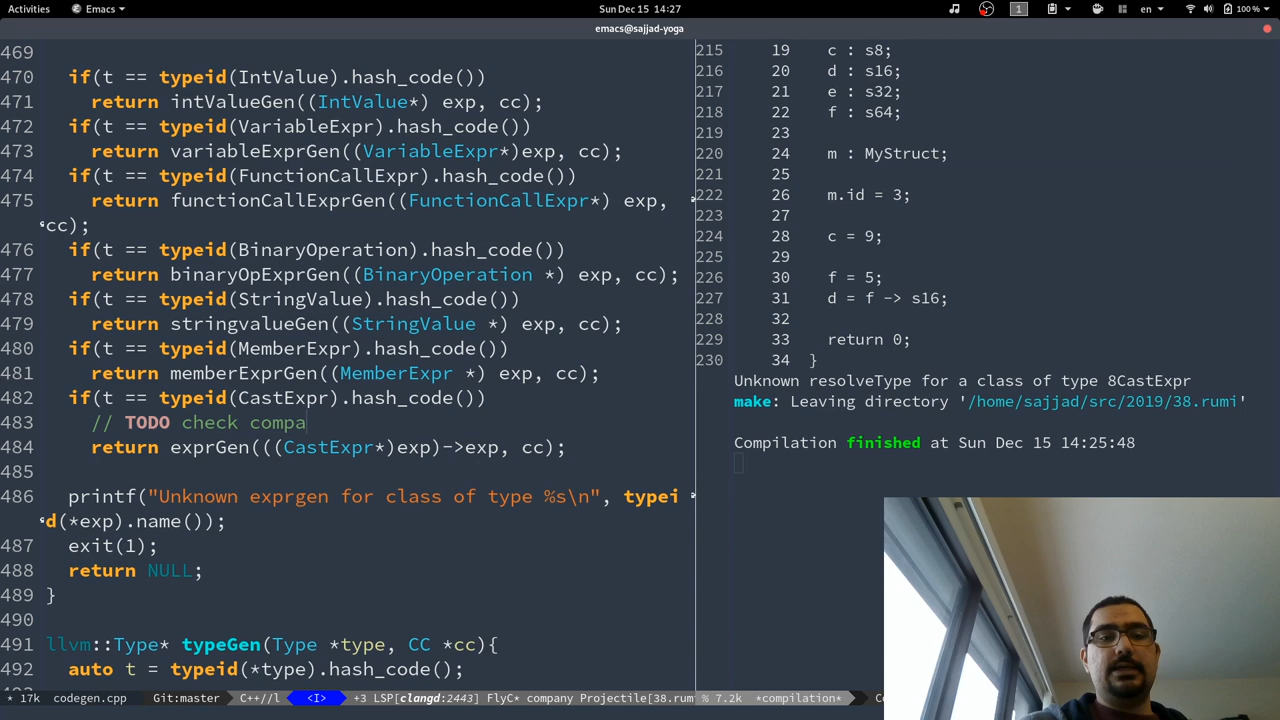 Activities Emacs Sun Dec 15 14:27 1 en 100 %
emacs@sajjad-yoga
469
470 if(t == typeid(IntValue).hash_code())
471 return intValueGen((IntValue*) exp, cc);
472 if(t == typeid(VariableExpr).hash_code())
473 return variableExprGen((VariableExpr*)exp, cc);
474 if(t == typeid(FunctionCallExpr).hash_code())
475 return functionCallExprGen((FunctionCallExpr*) exp,
cc);
476 if(t == typeid(BinaryOperation).hash_code())
477 return binaryOpExprGen((BinaryOperation *) exp, cc);
478 if(t == typeid(StringValue).hash_code())
479 return stringvalueGen((StringValue *) exp, cc);
480 if(t == typeid(MemberExpr).hash_code())
481 return memberExprGen((MemberExpr *) exp, cc);
482 if(t == typeid(CastExpr).hash_code())
483 // TODO check compa
484 return exprGen(((CastExpr*)exp)->exp, cc);
485
486 printf("Unknown exprgen for class of type %s\n", typei
d(*exp).name());
487 exit(1);
488 return NULL;
489 }
490
491 llvm::Type* typeGen(Type *type, CC *cc){
492 auto t = typeid(*type).hash_code();
* 17k codegen.cpp Git:master C++//l <I> +3 LSP[clangd:2443] FlyC* company Projectile[38.rum
215 19 c : s8;
216 20 d : s16;
217 21 e : s32;
218 22 f : s64;
219 23
220 24 m : MyStruct;
221 25
222 26 m.id = 3;
223 27
224 28 c = 9;
225 29
226 30 f = 5;
227 31 d = f -> s16;
228 32
229 33 return 0;
230 34 }
Unknown resolveType for a class of type 8CastExpr
make: Leaving directory '/home/sajjad/src/2019/38.rumi'
Compilation finished at Sun Dec 15 14:25:48
% 7.2k *compilation* Co